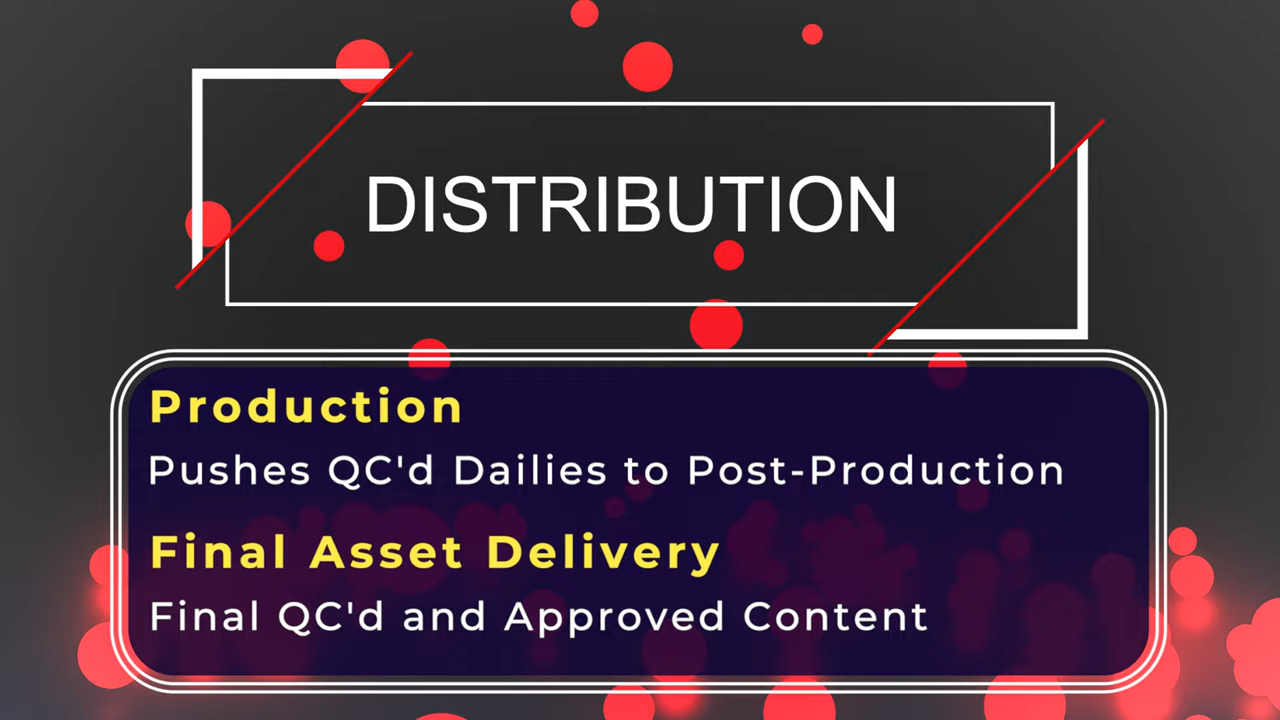 DISTRIBUTION
Production
Pushes QC'd Dailies to Post-Production
Final Asset Delivery
Final QC'd and Approved Content